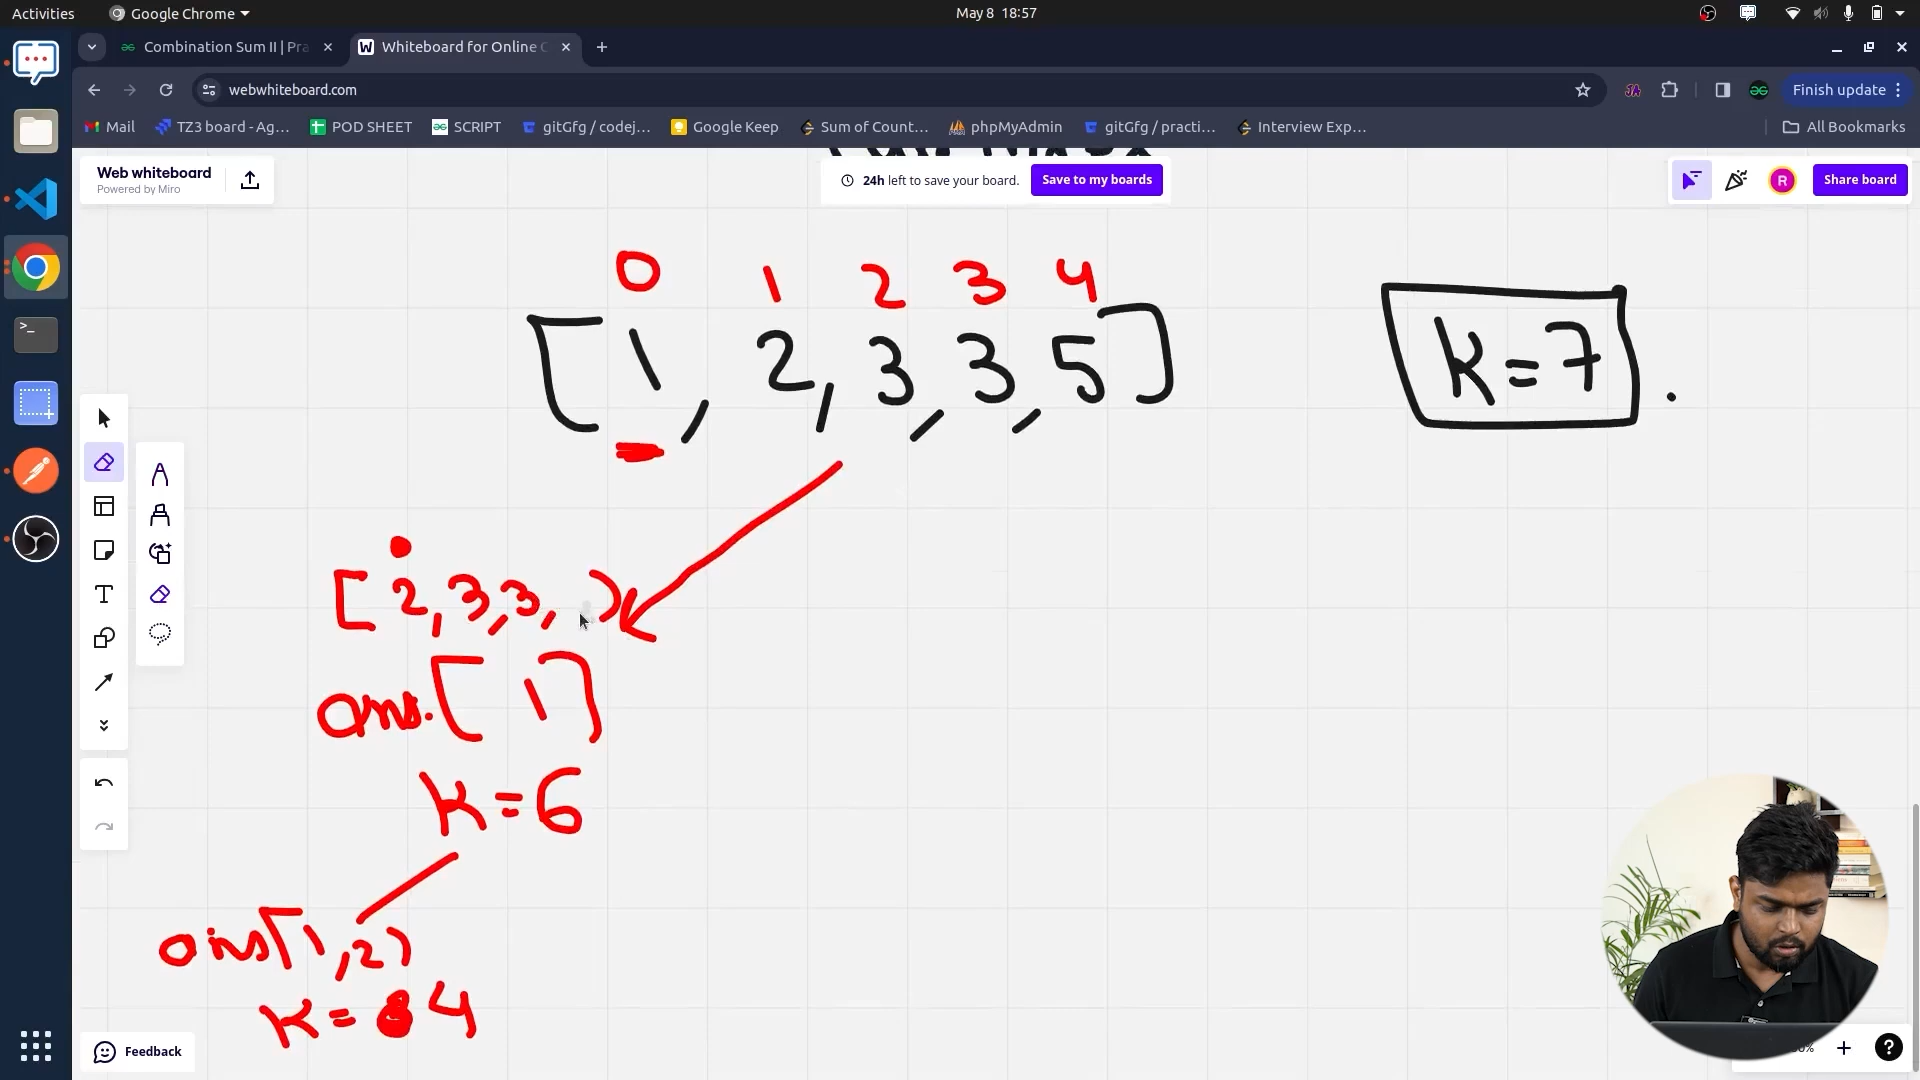 Activities Google Chrome May 8 18:57
Combination Sum II | Pra Whiteboard for Online C
webwhiteboard.com Finish update
Mail TZ3 board - Ag... POD SHEET SCRIPT gitGfg / codej... Google Keep Sum of Count... phpMyAdmin gitGfg / practi... Interview Exp... All Bookmarks
Web whiteboard
Powered by Miro
24h left to save your board. Save to my boards
R Share board
0 1 2 3 4
[1, 2, 3, 3, 5] K=7 .
[2, 3, 3, )
ans. [1]
K=6
ans[1,2)
K= 4
Feedback